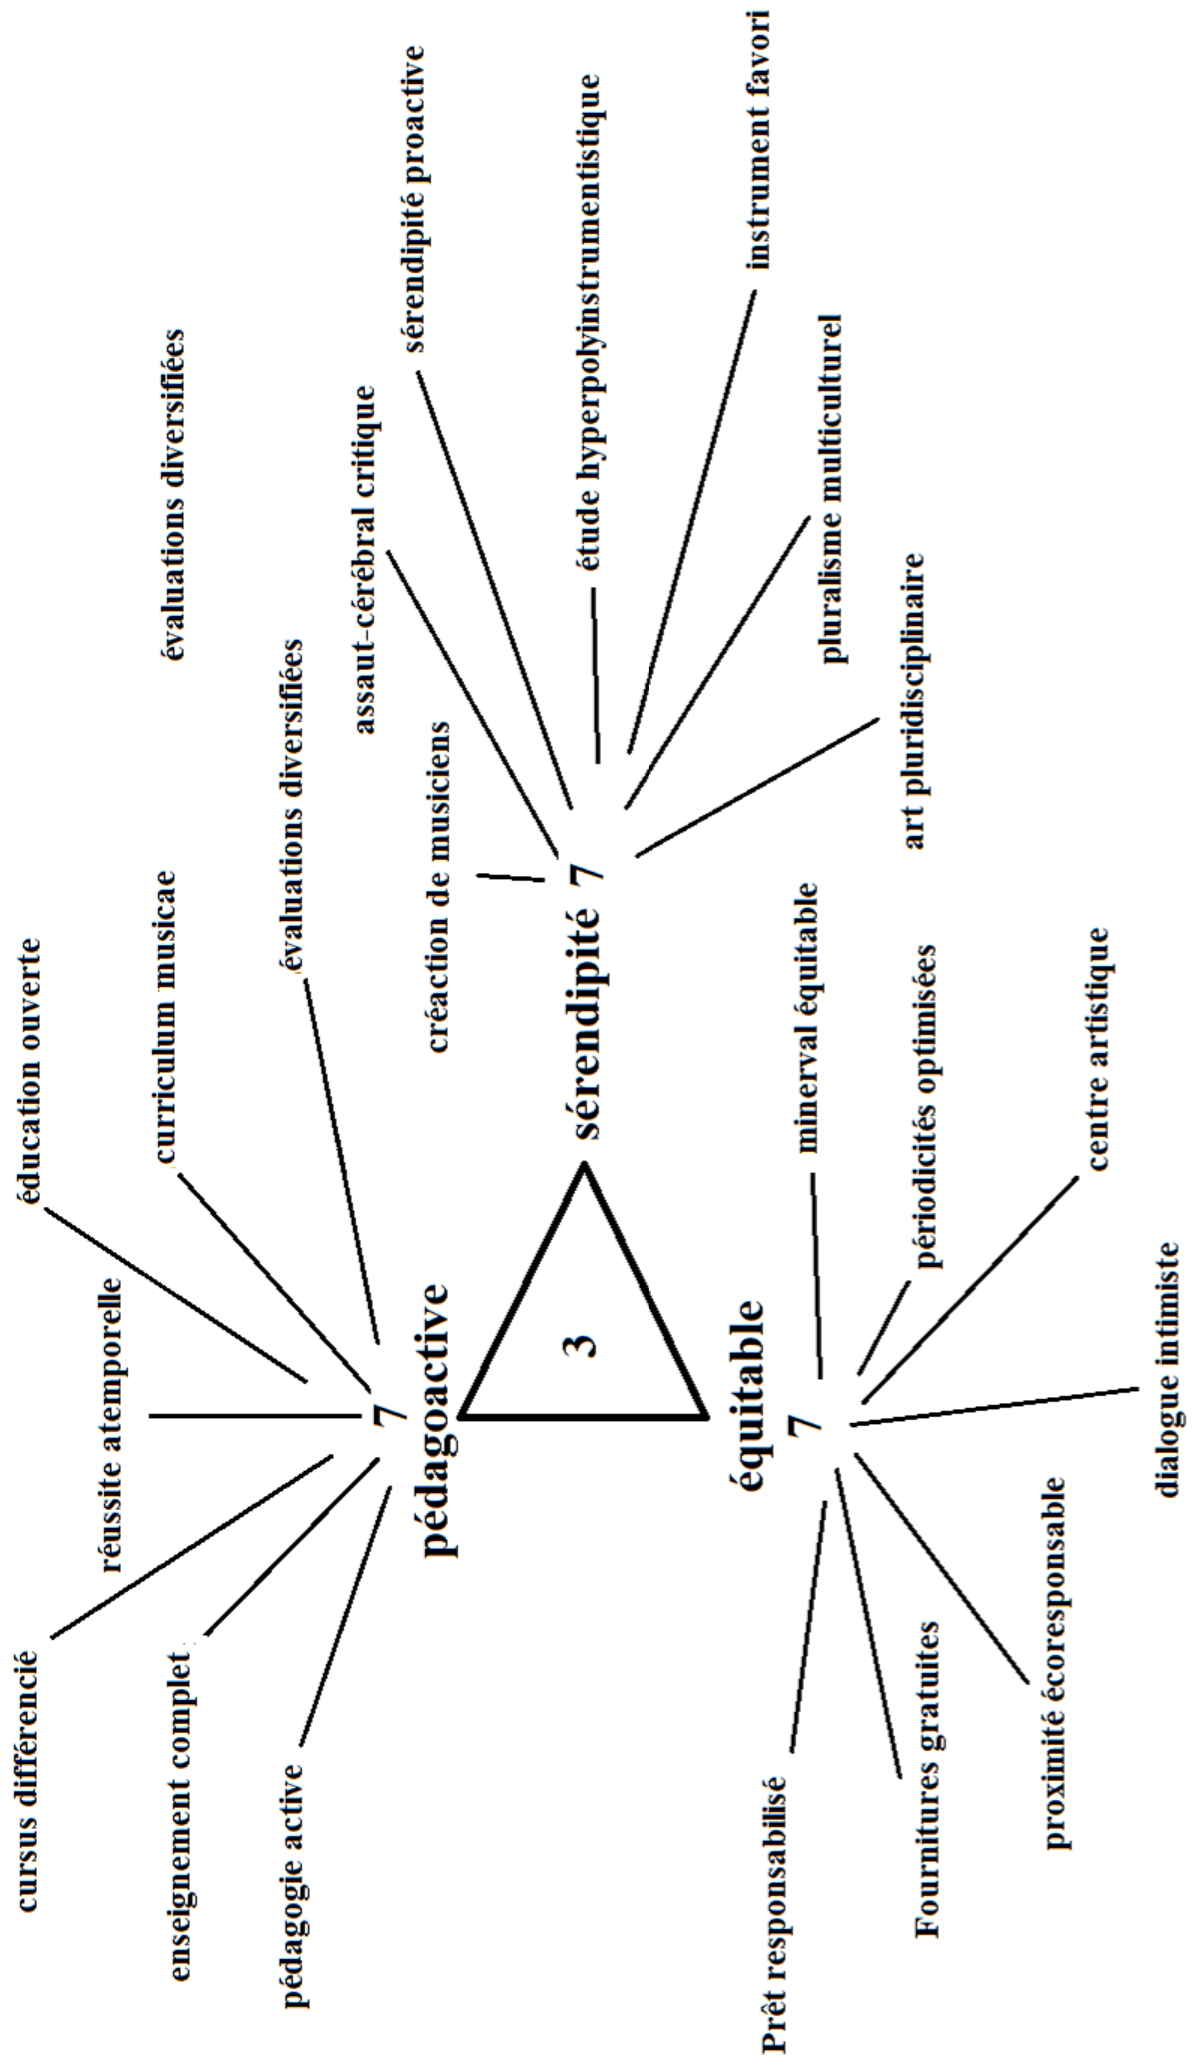 cursus différencié
éducation ouverte
réussite atemporelle
enseignement complet
curriculum musicae
évaluations diversifiées
pédagogie active
évaluations diversifiées
7
pédagoactive
assaut-cérébral critique
sérendipité proactive
créaction de musiciens
3
sérendipité 7
étude hyperpolyinstrumentistique
instrument favori
équitable
7
pluralisme multiculturel
Prêt responsabilisé
minerval équitable
art pluridisciplinaire
Fournitures gratuites
périodicités optimisées
proximité écoresponsable
centre artistique
dialogue intimiste